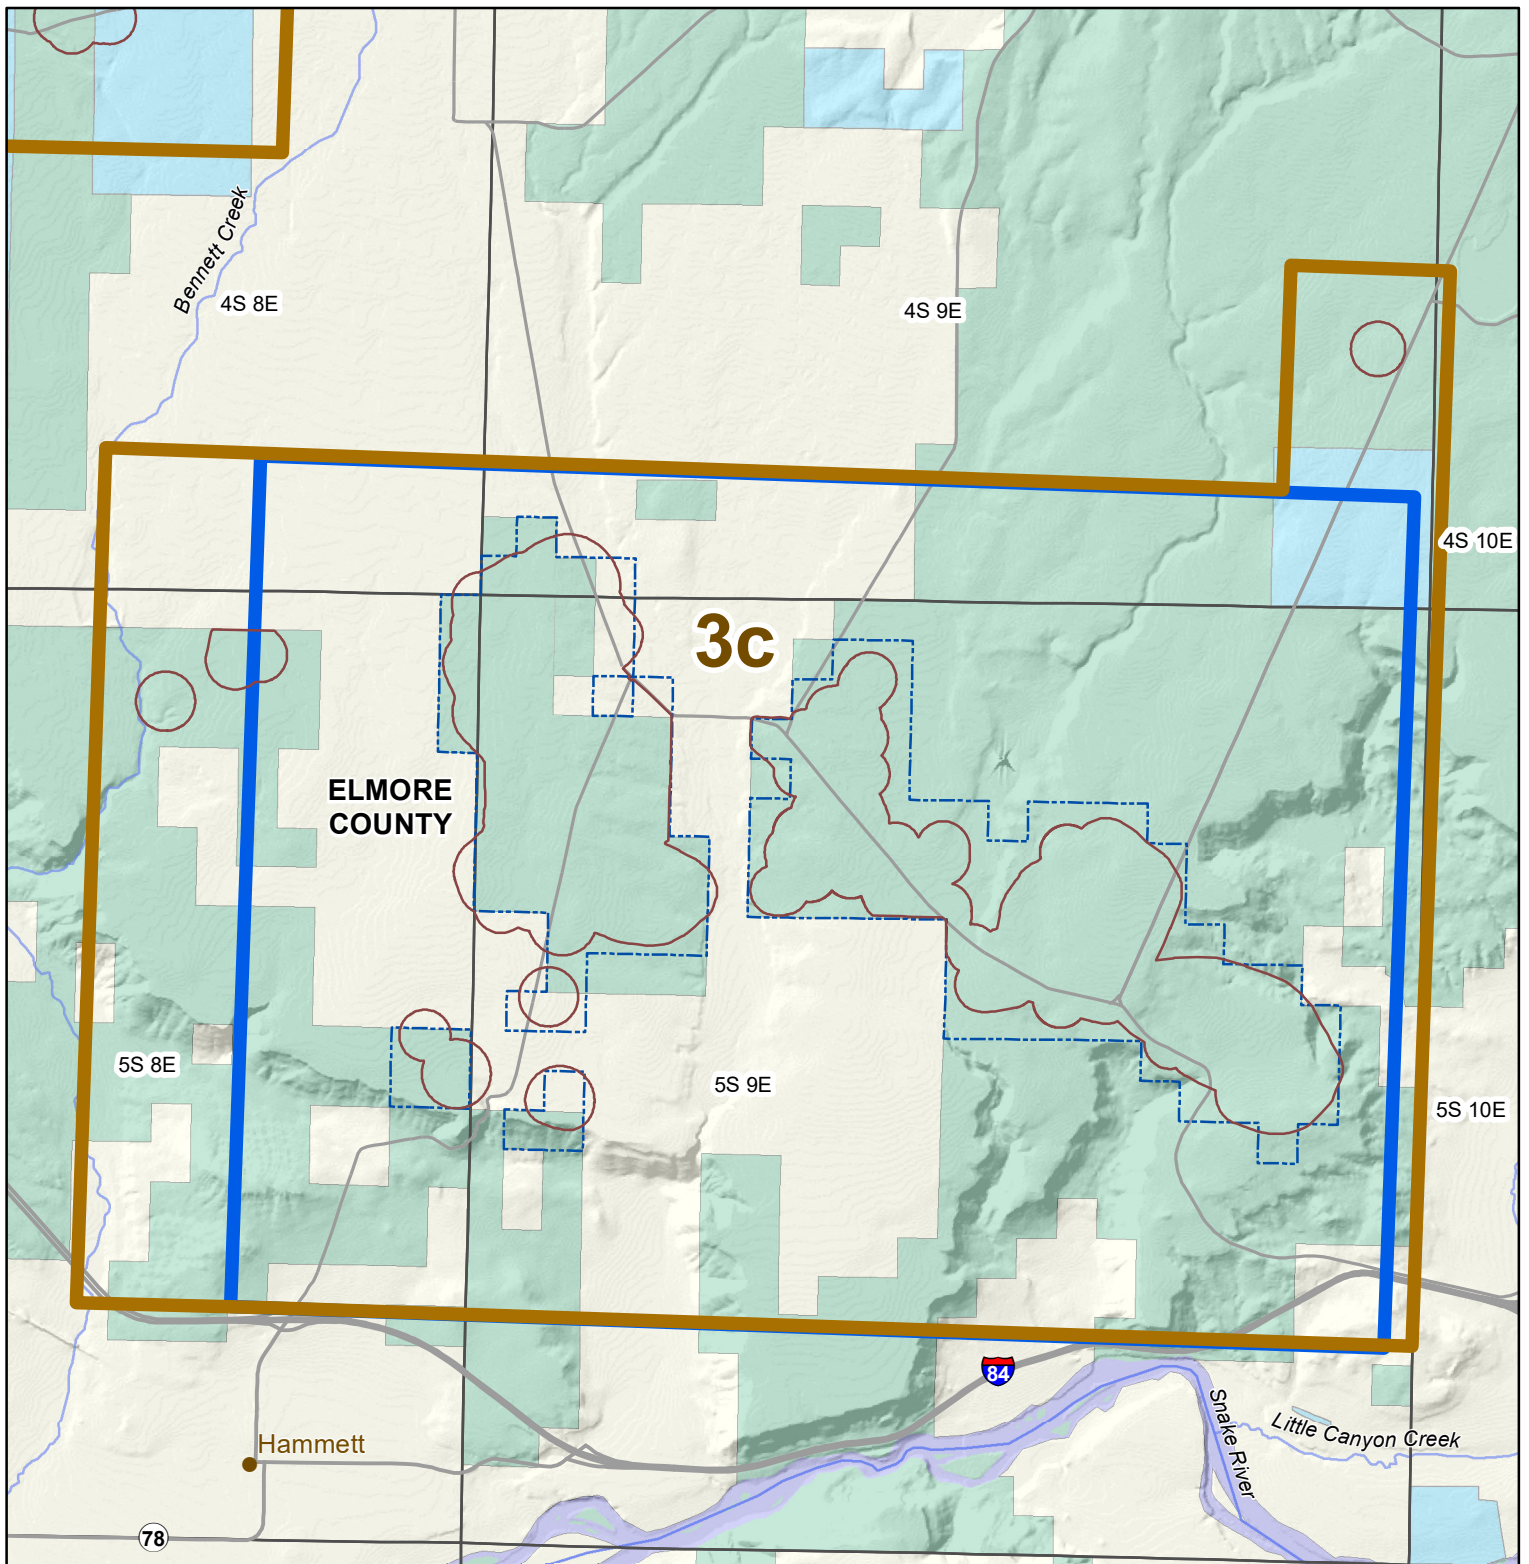 Bennett Creek
4S 8E
4S 9E
4S 10E
3c
ELMORE
COUNTY
5S 8E
5S 9E
5S 10E
84
Snake River
Little Canyon Creek
Hammett
78